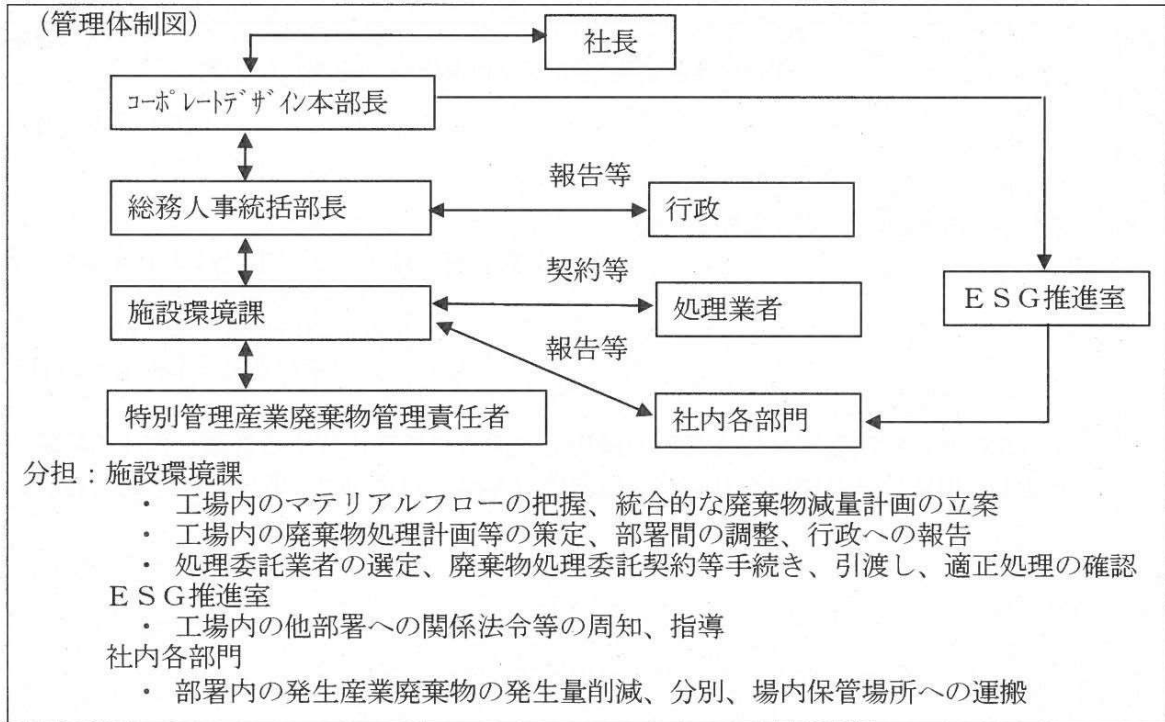 （管理体制図）
社長
ｺｰﾎﾟﾚｰﾄﾃﾞｻﾞｲﾝ本部長
報告等
総務人事統括部長
行政
契約等
施設環境課
処理業者
ＥＳＧ推進室
報告等
特別管理産業廃棄物管理責任者
社内各部門
分担：施設環境課
・ 工場内のマテリアルフローの把握、統合的な廃棄物減量計画の立案
・ 工場内の廃棄物処理計画等の策定、部署間の調整、行政への報告
・ 処理委託業者の選定、廃棄物処理委託契約等手続き、引渡し、適正処理の確認
ＥＳＧ推進室
・ 工場内の他部署への関係法令等の周知、指導
社内各部門
・ 部署内の発生産業廃棄物の発生量削減、分別、場内保管場所への運搬